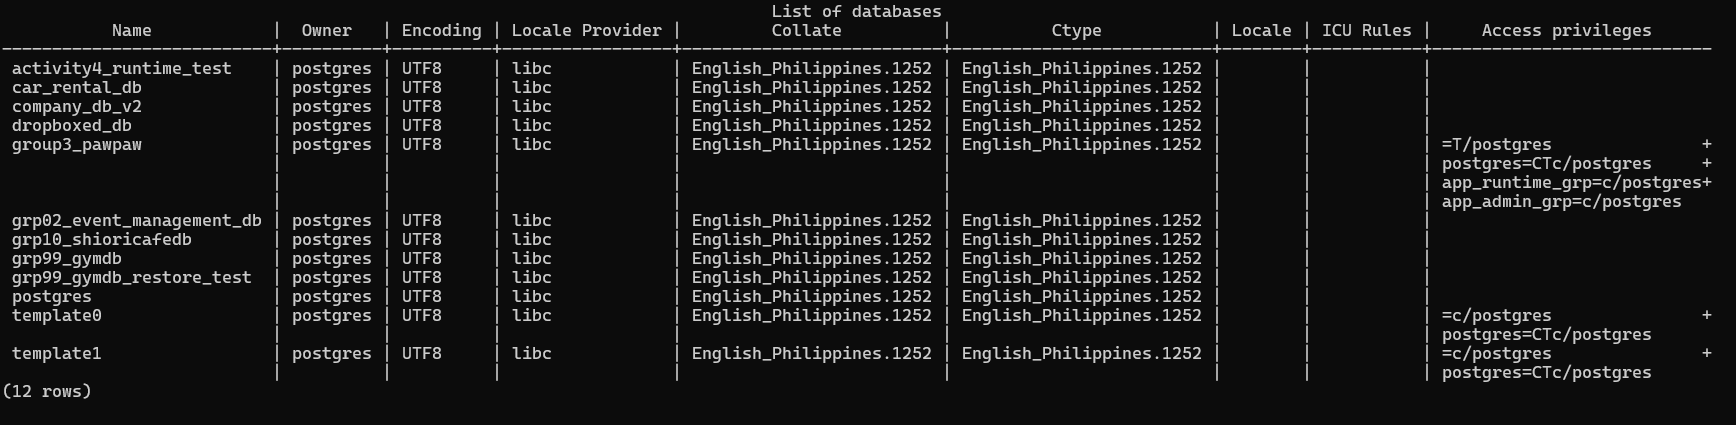 List of databases
           Name            |  Owner   | Encoding | Locale Provider |         Collate          |          Ctype           | Locale | ICU Rules |     Access privileges
---------------------------+----------+----------+-----------------+--------------------------+--------------------------+--------+-----------+----------------------------
 activity4_runtime_test    | postgres | UTF8     | libc            | English_Philippines.1252 | English_Philippines.1252 |        |           |
 car_rental_db             | postgres | UTF8     | libc            | English_Philippines.1252 | English_Philippines.1252 |        |           |
 company_db_v2             | postgres | UTF8     | libc            | English_Philippines.1252 | English_Philippines.1252 |        |           |
 dropboxed_db              | postgres | UTF8     | libc            | English_Philippines.1252 | English_Philippines.1252 |        |           |
 group3_pawpaw             | postgres | UTF8     | libc            | English_Philippines.1252 | English_Philippines.1252 |        |           | =T/postgres               +
                           |          |          |                 |                          |                          |        |           | postgres=CTc/postgres     +
                           |          |          |                 |                          |                          |        |           | app_runtime_grp=c/postgres+
                           |          |          |                 |                          |                          |        |           | app_admin_grp=c/postgres
 grp02_event_management_db | postgres | UTF8     | libc            | English_Philippines.1252 | English_Philippines.1252 |        |           |
 grp10_shioricafedb        | postgres | UTF8     | libc            | English_Philippines.1252 | English_Philippines.1252 |        |           |
 grp99_gymdb               | postgres | UTF8     | libc            | English_Philippines.1252 | English_Philippines.1252 |        |           |
 grp99_gymdb_restore_test  | postgres | UTF8     | libc            | English_Philippines.1252 | English_Philippines.1252 |        |           |
 postgres                  | postgres | UTF8     | libc            | English_Philippines.1252 | English_Philippines.1252 |        |           |
 template0                 | postgres | UTF8     | libc            | English_Philippines.1252 | English_Philippines.1252 |        |           | =c/postgres               +
                           |          |          |                 |                          |                          |        |           | postgres=CTc/postgres
 template1                 | postgres | UTF8     | libc            | English_Philippines.1252 | English_Philippines.1252 |        |           | =c/postgres               +
                           |          |          |                 |                          |                          |        |           | postgres=CTc/postgres
(12 rows)